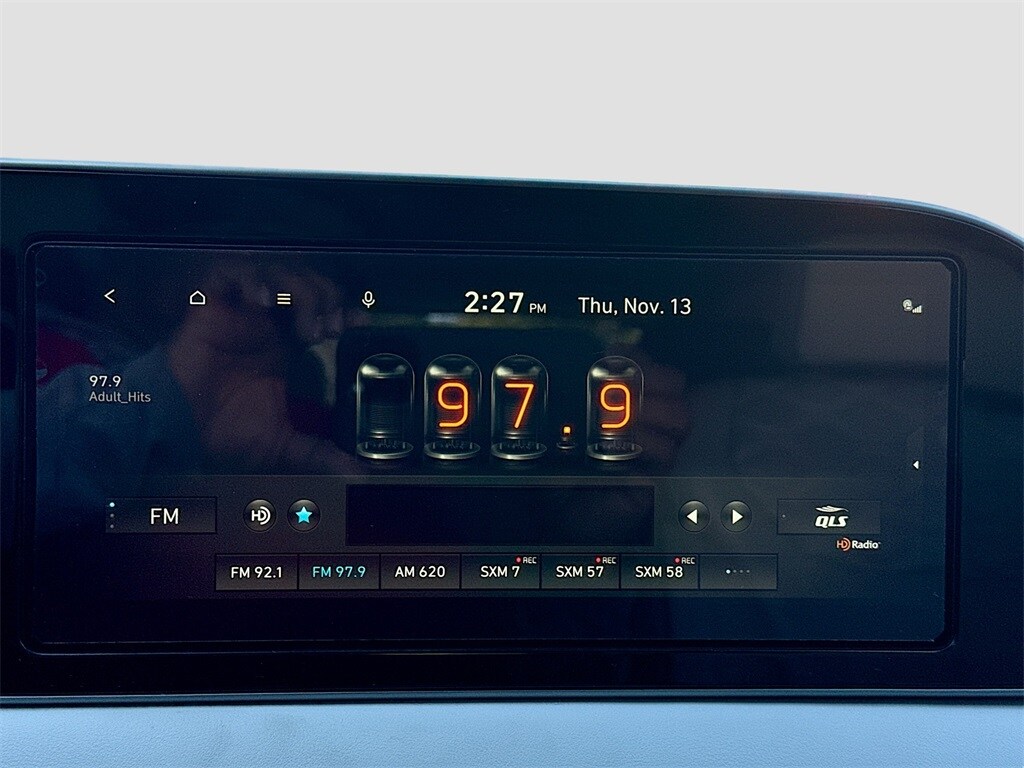 2:27 PM Thu, Nov. 13
97.9
Adult_Hits
97.9
FM HD QLS
HD Radio
FM 92.1 FM 97.9 AM 620 SXM 7 REC SXM 57 REC SXM 58 REC